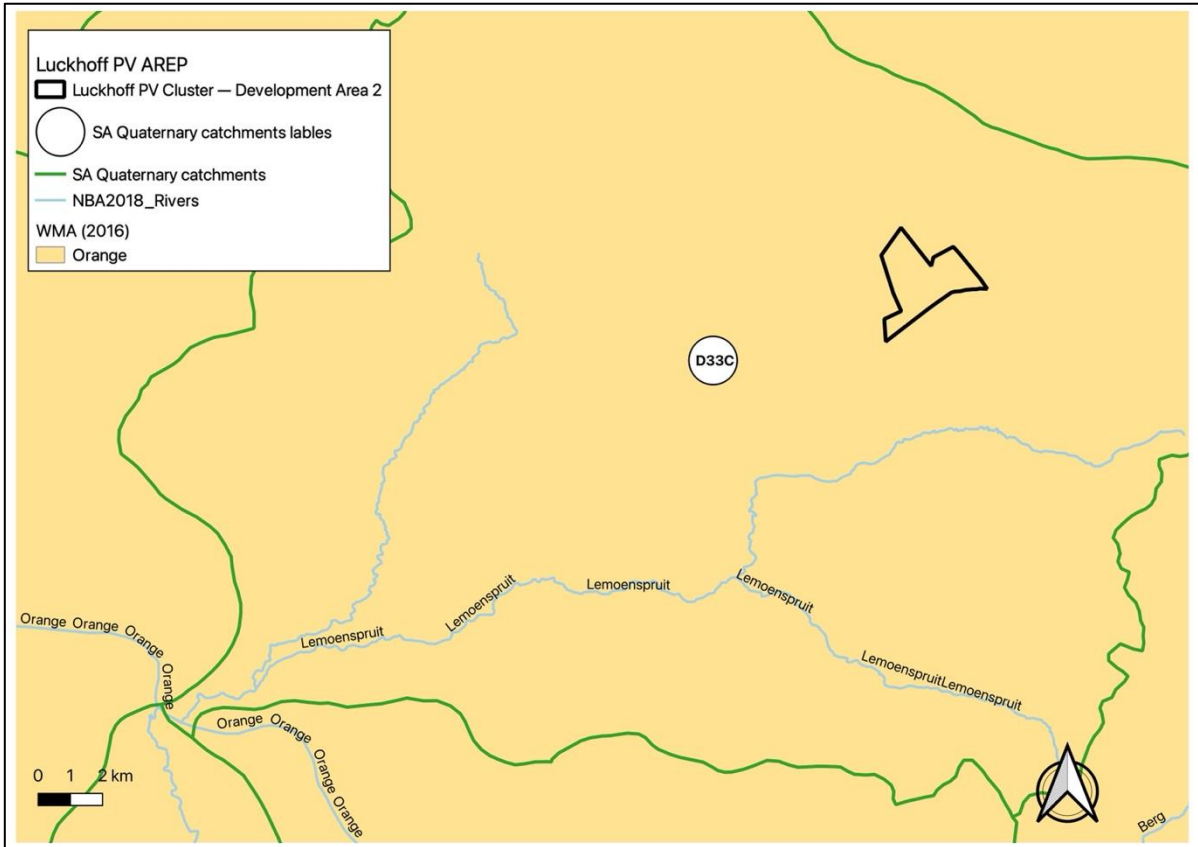 Luckhoff PV AREP
Luckhoff PV Cluster — Development Area 2
SA Quaternary catchments lables
SA Quaternary catchments
NBA2018_Rivers
WMA (2016)
Orange
D33C
Lemoenspruit
Lemoenspruit
Lemoenspruit
Lemoenspruit
Orange Orange Orange
Orange
LemoenspruitLemoenspruit
Orange Orange
Orange Orange
0 1 2 km
Berg